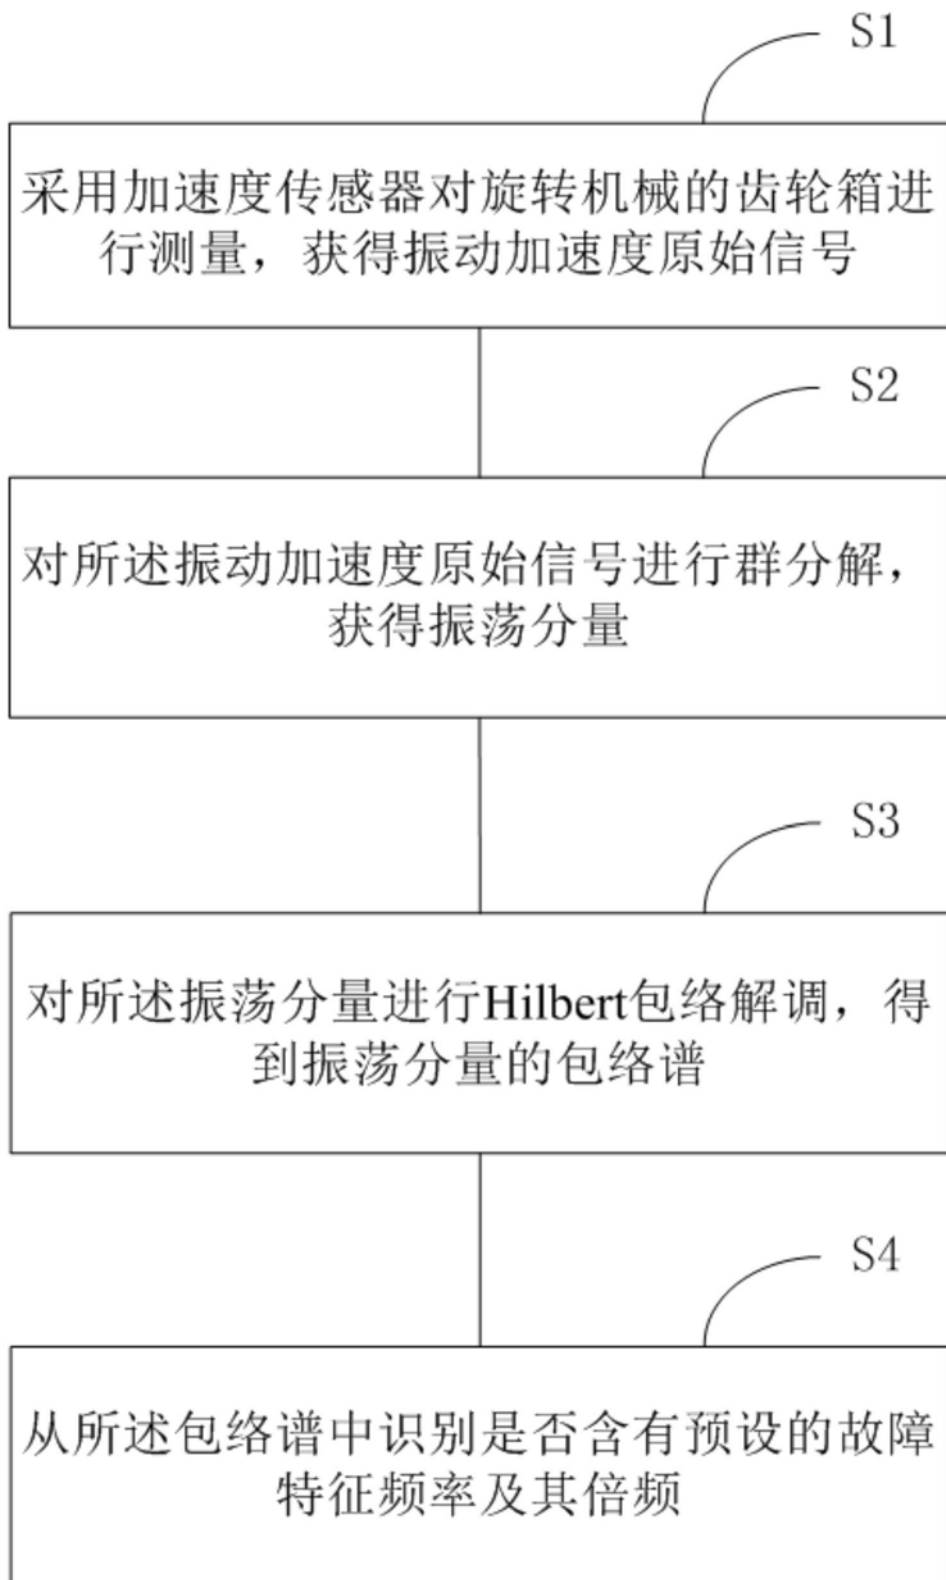 S1
采用加速度传感器对旋转机械的齿轮箱进
行测量，获得振动加速度原始信号
S2
对所述振动加速度原始信号进行群分解，
获得振荡分量
S3
对所述振荡分量进行Hilbert包络解调，得
到振荡分量的包络谱
S4
从所述包络谱中识别是否含有预设的故障
特征频率及其倍频